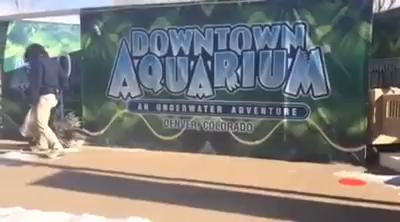 DOWNTOWN
AQUARIUM
AN UNDERWATER ADVENTURE
DENVER, COLORADO